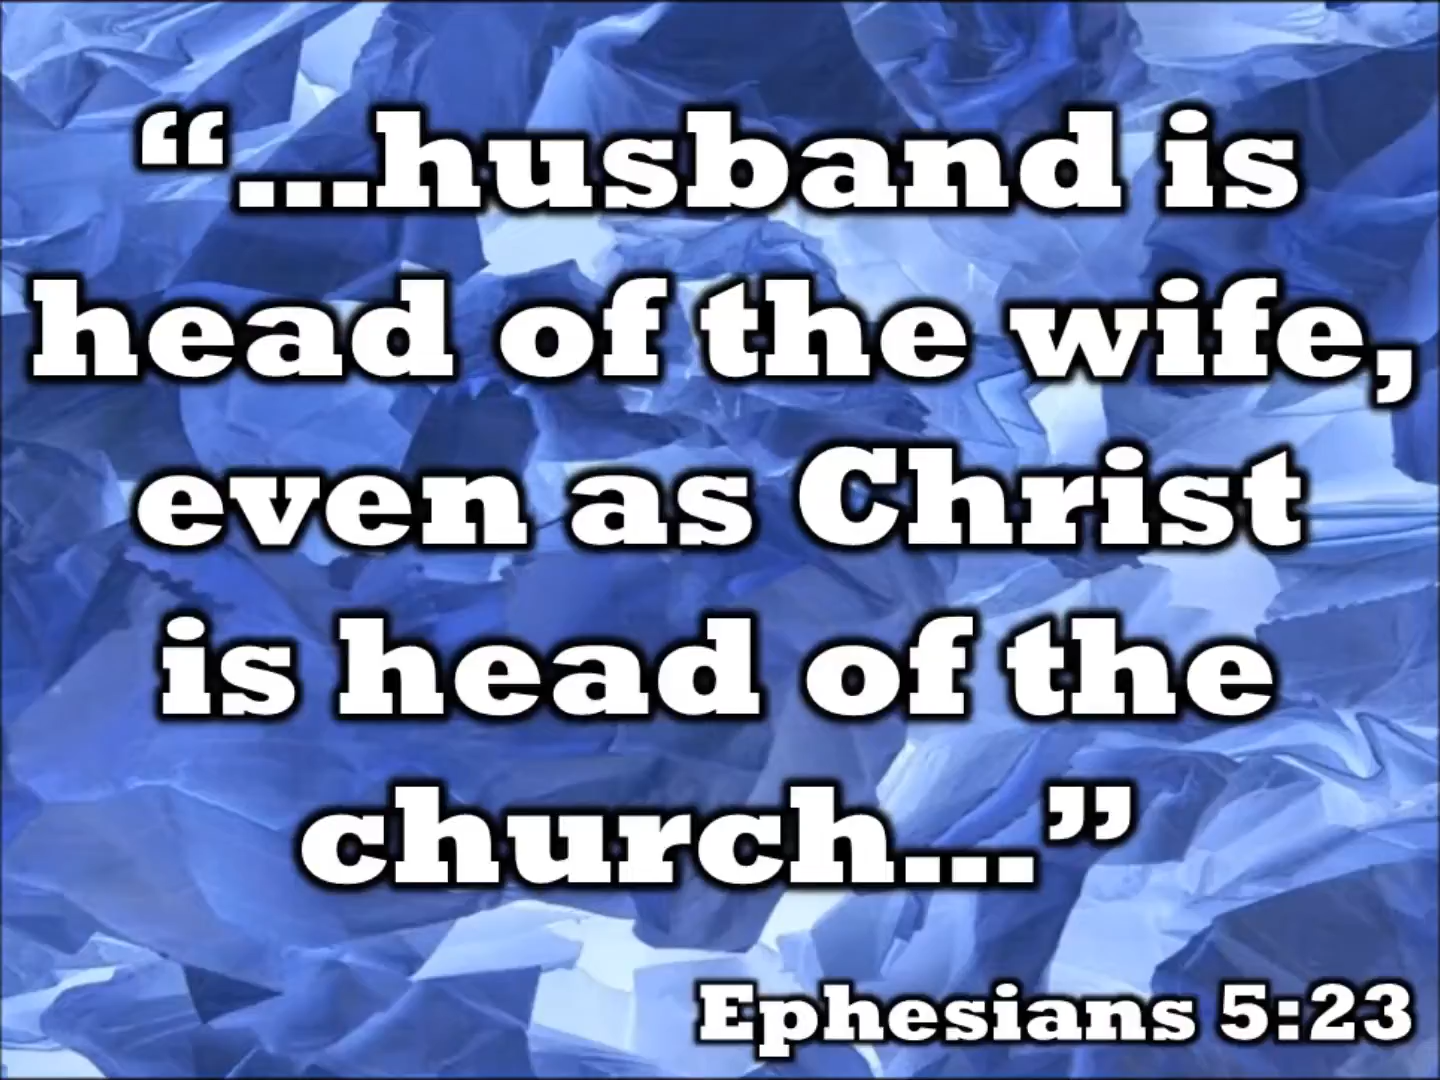 “...husband is
head of the wife,
even as Christ
is head of the
church...”
Ephesians 5:23